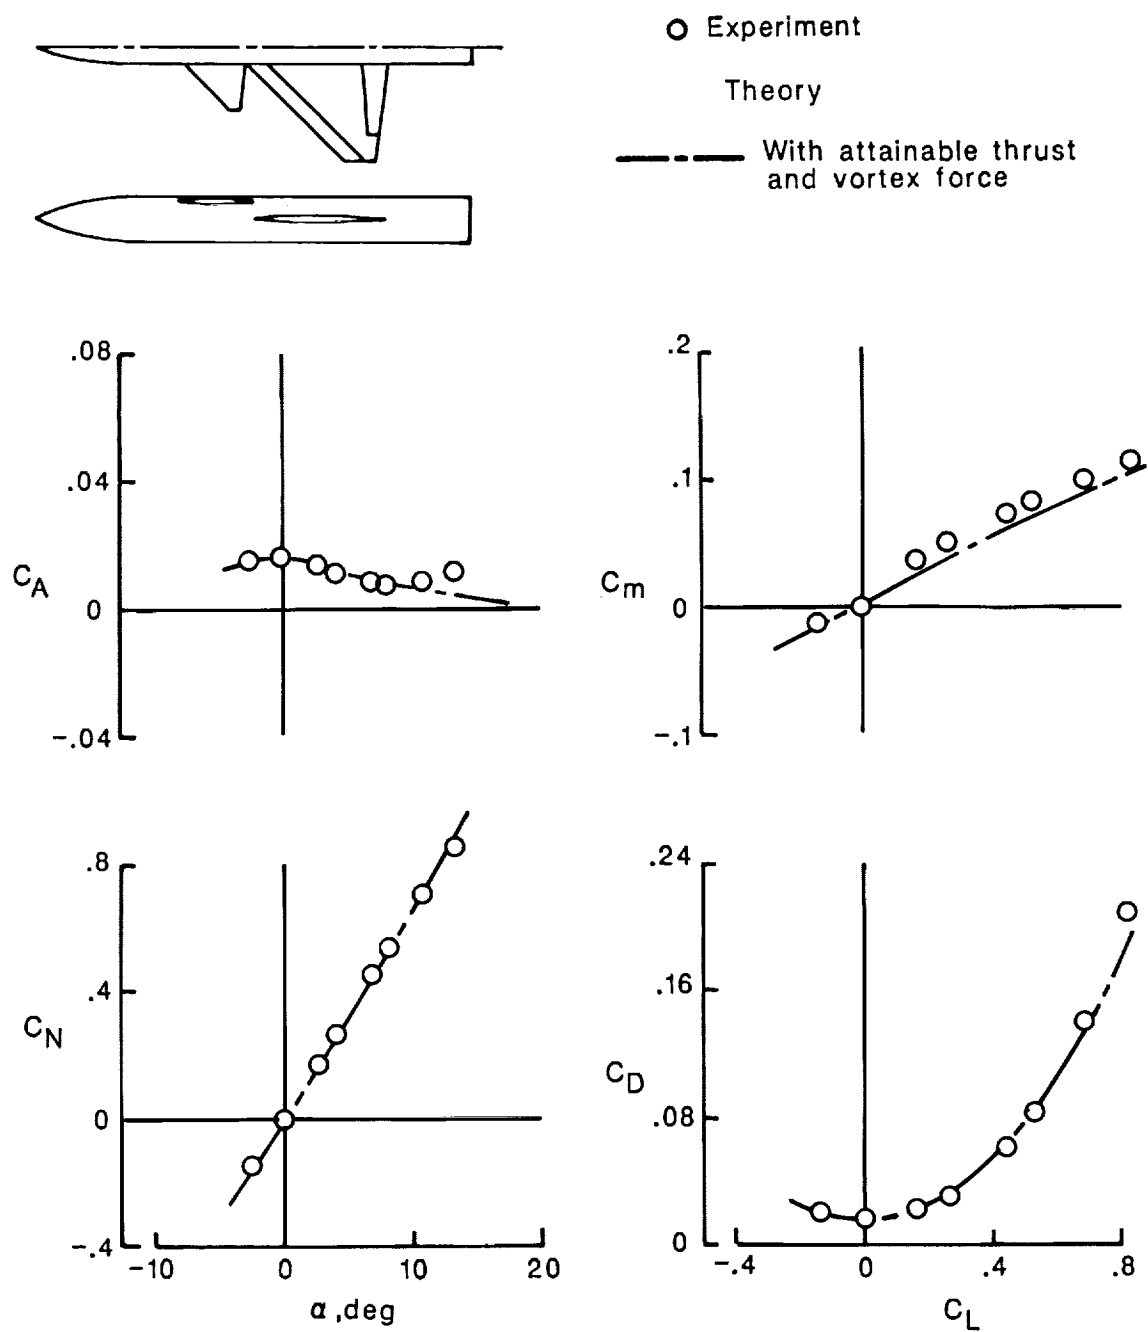 Experiment
Theory
With attainable thrust
and vortex force
.08
.04
0
-.04
C_A
.2
.1
0
-.1
C_m
.8
.4
0
-.4
C_N
-10 0 10 20
α,deg
.24
.16
.08
0
C_D
-.4 0 .4 .8
C_L